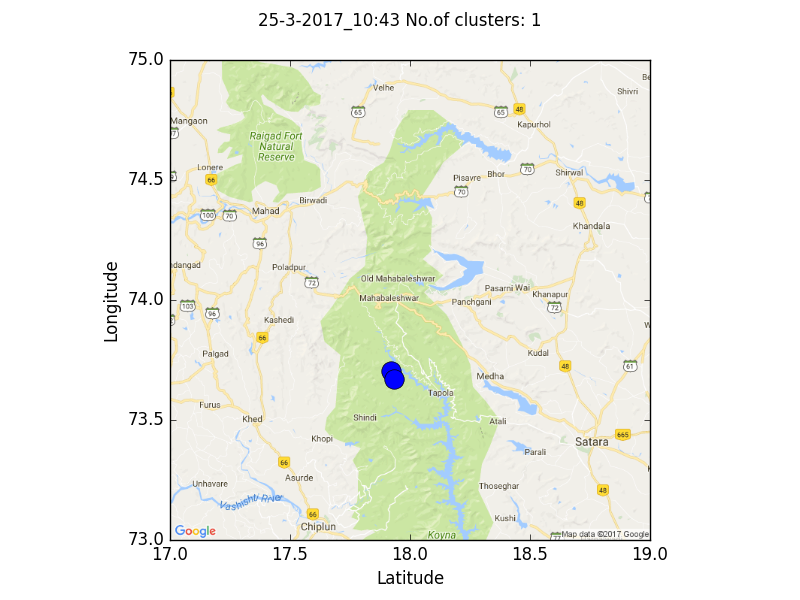 25-3-2017_10:43 No.of clusters: 1
75.0
74.5
74.0
73.5
73.0
Longitude
17.0 17.5 18.0 18.5 19.0
Latitude
Velhe
Shivri
65
65
48
Mangaon
Kapurhol
Raigad Fort
Natural
Reserve
Lonere
66
70
Pisavre
Bhor
Shirwal
70
48
Birwadi
Mahad
100
70
Khandala
96
edangad
Poladpur
72
Old Mahabaleshwar
Mahabaleshwar
Pasarni
Wai
Khanapur
Panchgani
72
103
96
Kashedi
66
Palgad
Kudal
48
61
Medha
Tapola
Furus
Khed
Shindi
Atali
Khopi
665
Satara
Parali
66
Asurde
Unhavare
Thoseghar
48
Vashishti River
66
Chiplun
Kushi
Koyna
Google
Map data ©2017 Google